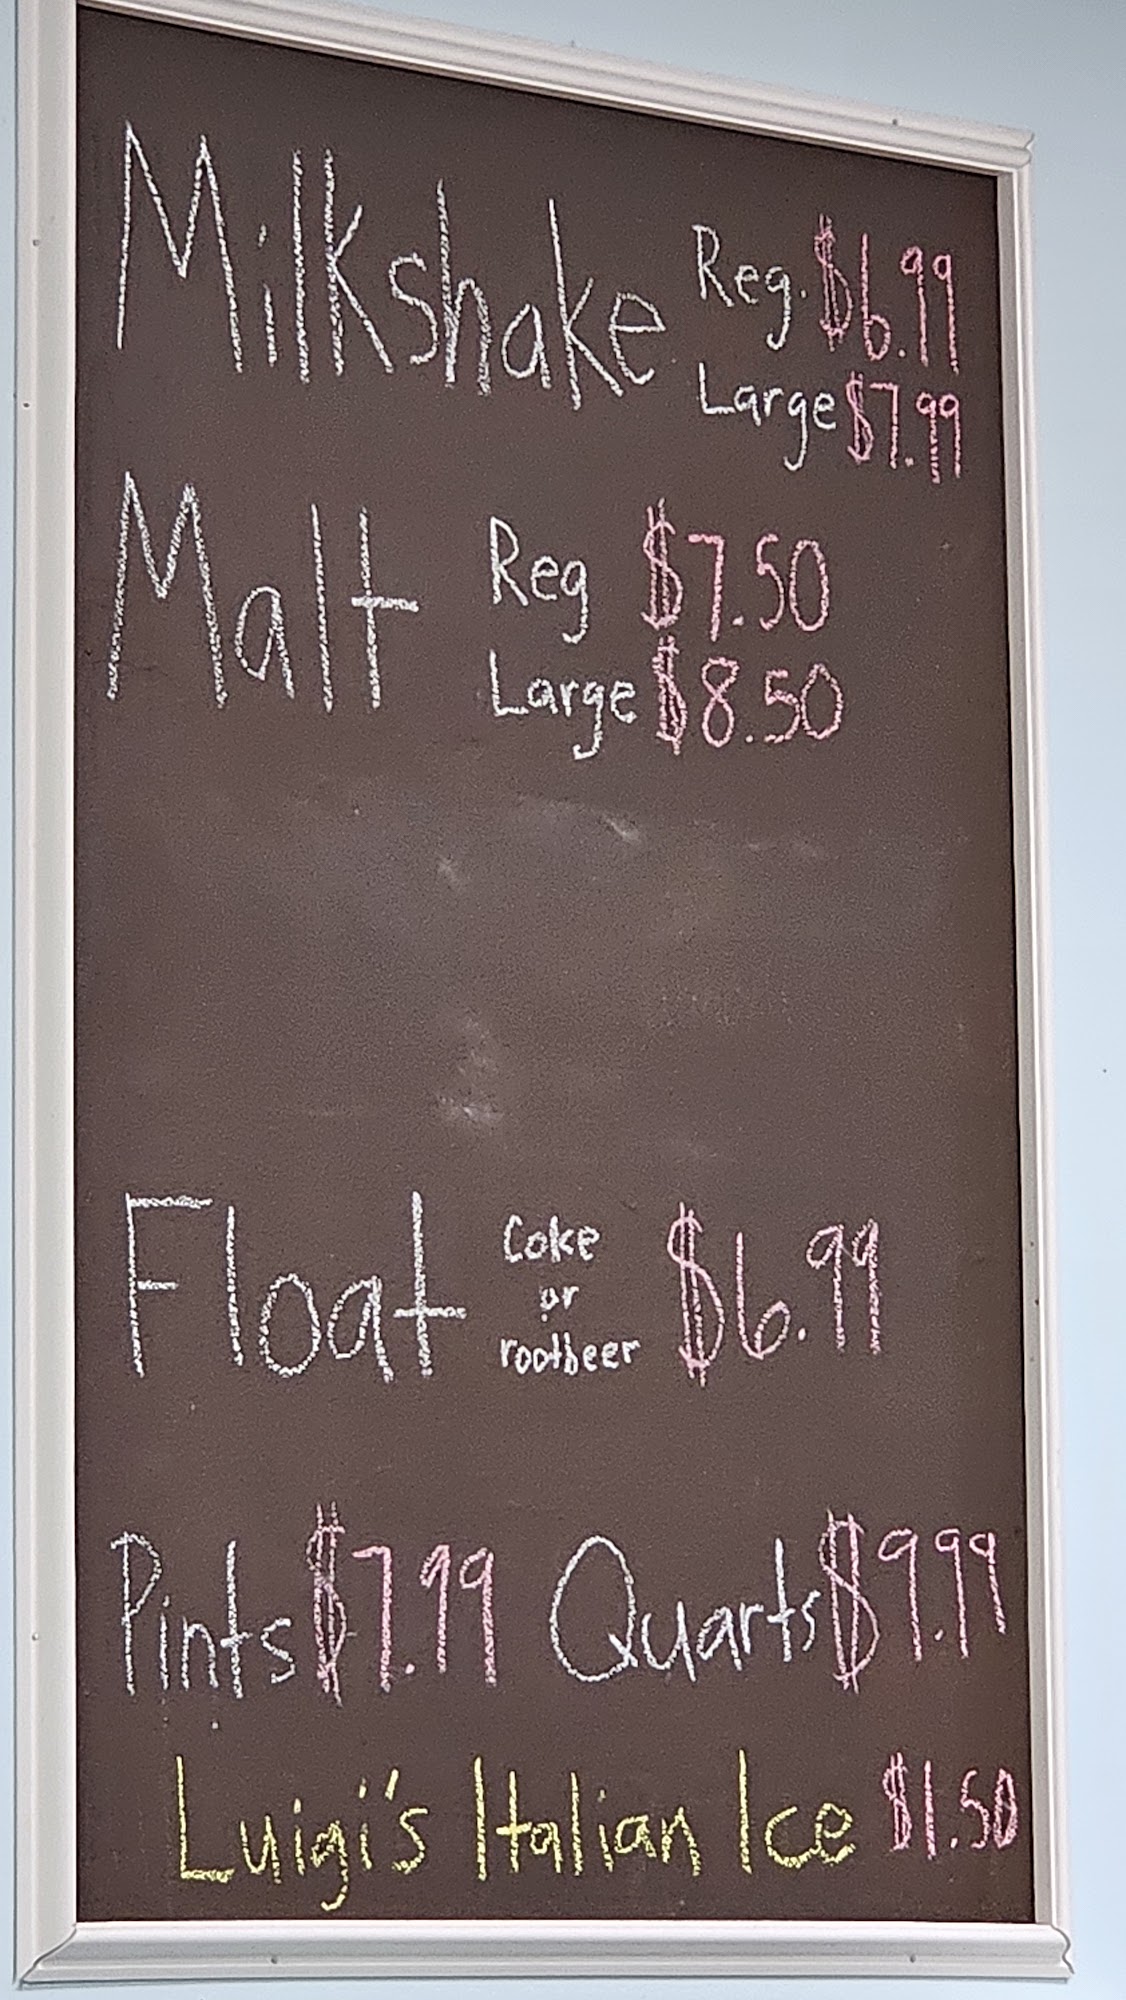 Milkshake Reg. $6.99
Large $7.99
Malt Reg $7.50
Large $8.50
Float Coke or rootbeer $6.99
Pints $7.99 Quarts $9.99
Luigi's Italian Ice $1.50